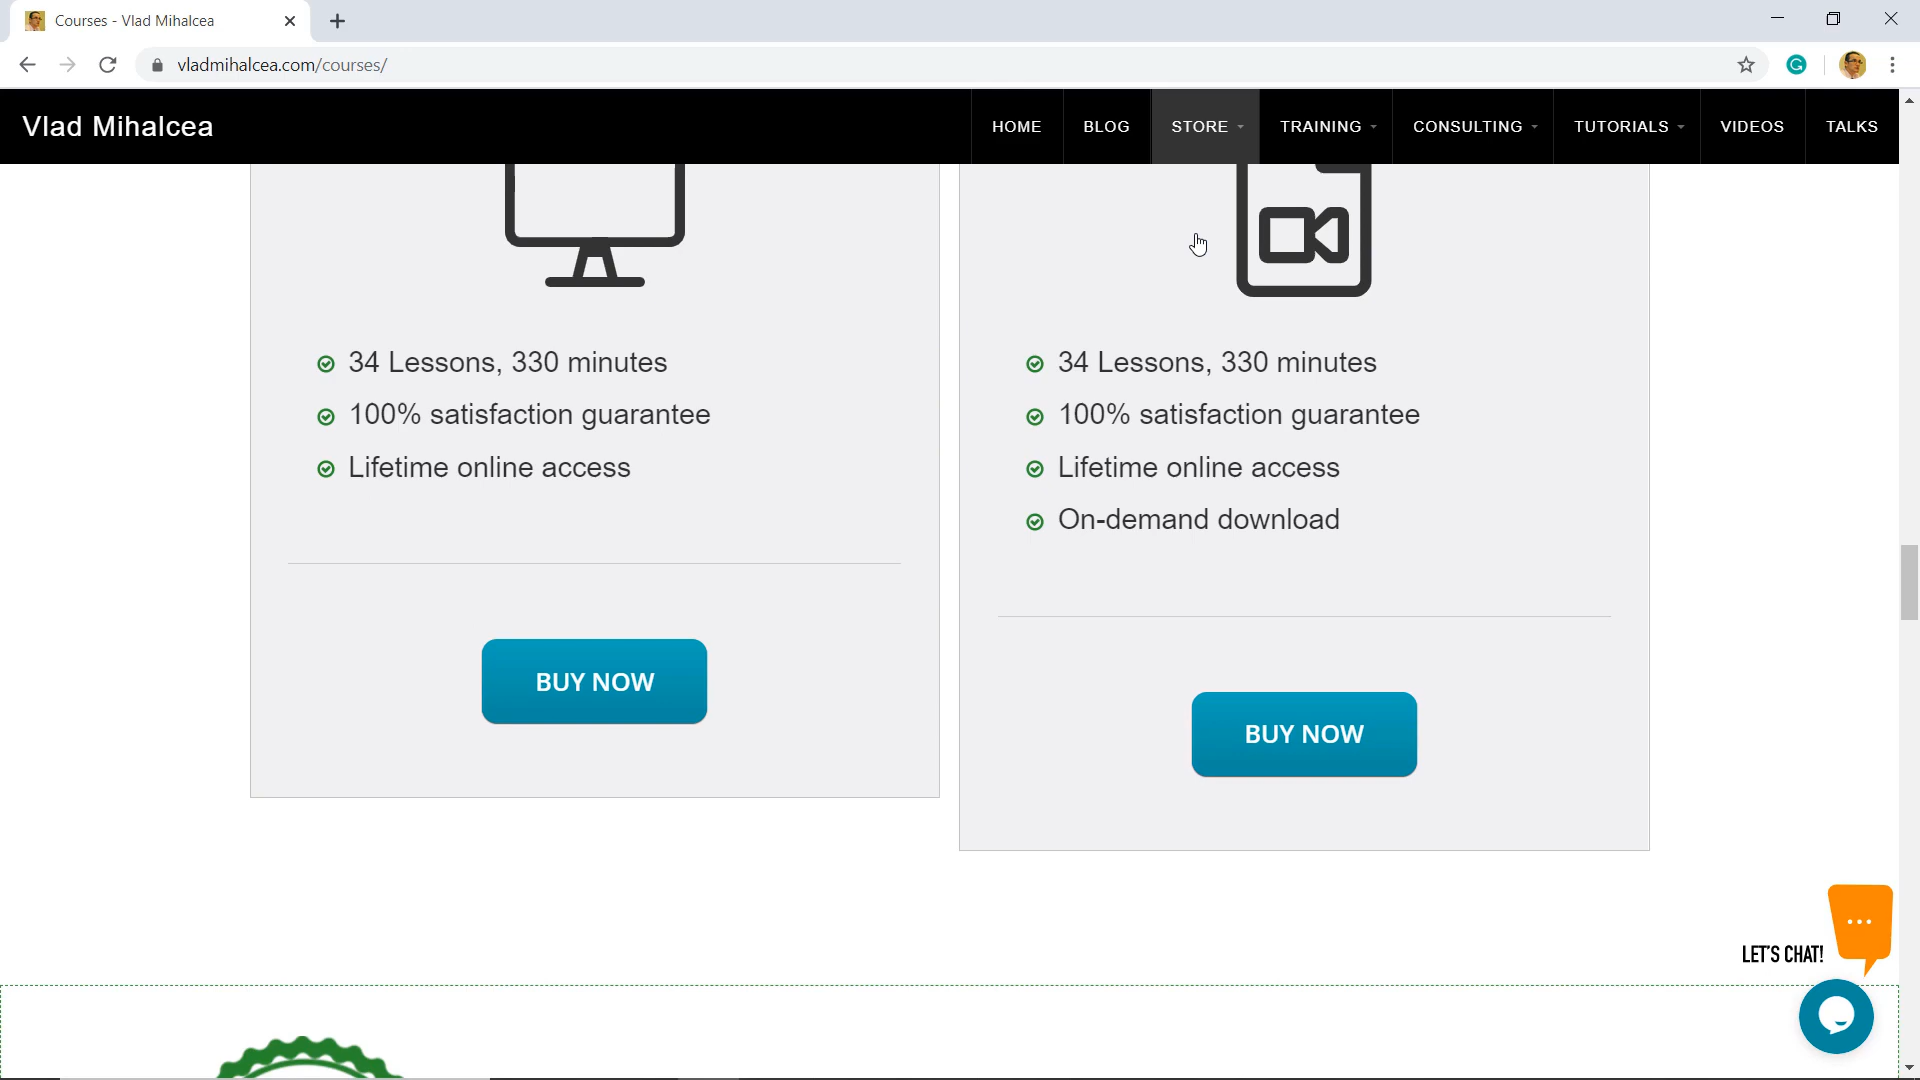 Courses - Vlad Mihalcea
vladmihalcea.com/courses/
Vlad Mihalcea
HOME
BLOG
STORE
TRAINING
CONSULTING
TUTORIALS
VIDEOS
TALKS
34 Lessons, 330 minutes
100% satisfaction guarantee
Lifetime online access
BUY NOW
34 Lessons, 330 minutes
100% satisfaction guarantee
Lifetime online access
On-demand download
BUY NOW
LET'S CHAT!